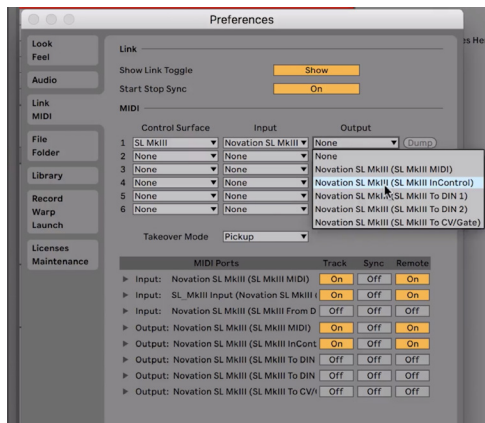 Preferences
Look
Feel
Audio
Link
MIDI
File
Folder
Library
Record
Warp
Launch
Licenses
Maintenance
Link
Show Link Toggle Show
Start Stop Sync On
MIDI
Control Surface Input Output
1 SL MkIII Novation SL MkIII None Dump
2 None None
3 None None
4 None None
5 None None
6 None None
None
Novation SL MkIII (SL MkIII MIDI)
Novation SL MkIII (SL MkIII InControl)
Novation SL MkIII (SL MkIII To DIN 1)
Novation SL MkIII (SL MkIII To DIN 2)
Novation SL MkIII (SL MkIII To CV/Gate)
Takeover Mode Pickup
MIDI Ports Track Sync Remote
Input: Novation SL MkIII (SL MkIII MIDI) On Off On
Input: SL_MkIII Input (Novation SL MkIII ( On Off On
Input: Novation SL MkIII (SL MkIII From D Off Off Off
Output: Novation SL MkIII (SL MkIII MIDI) On Off On
Output: Novation SL MkIII (SL MkIII InCont On Off On
Output: Novation SL MkIII (SL MkIII To DIN Off Off Off
Output: Novation SL MkIII (SL MkIII To DIN Off Off Off
Output: Novation SL MkIII (SL MkIII To CV/ Off Off Off